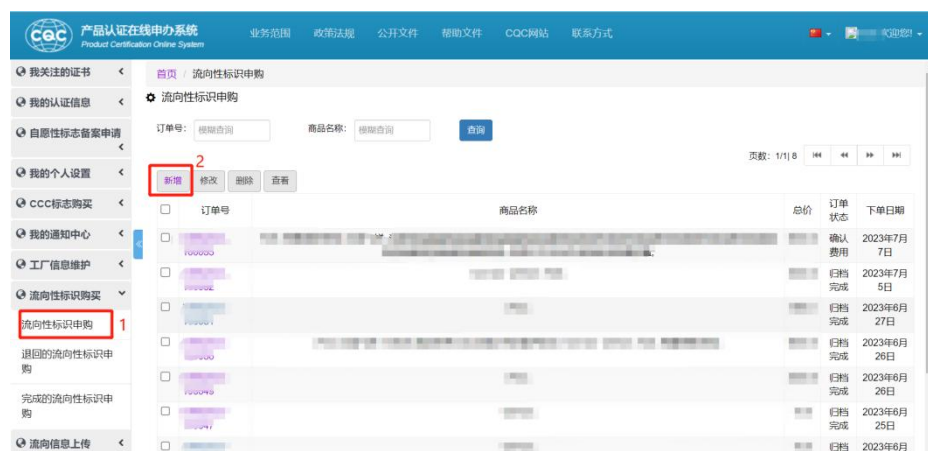 CQC 产品认证在线申办系统
Product Certification Online System
业务范围 政策法规 公开文件 帮助文件 CQC网站 联系方式
我关注的证书
我的认证信息
自愿性标志备案申请
我的个人设置
CCC标志购买
我的通知中心
工厂信息维护
流向性标识购买
流向性标识申购 1
退回的流向性标识申
购
完成的流向性标识申
购
流向信息上传
首页 / 流向性标识申购
流向性标识申购
订单号: 模糊查询 商品名称: 模糊查询 查询
页数: 1/1| 8
2
新增 修改 删除 查看
订单号 商品名称 总价 订单状态 下单日期
确认费用 2023年7月7日
归档完成 2023年7月5日
归档完成 2023年6月27日
归档完成 2023年6月26日
归档完成 2023年6月26日
归档完成 2023年6月25日
归档 2023年6月